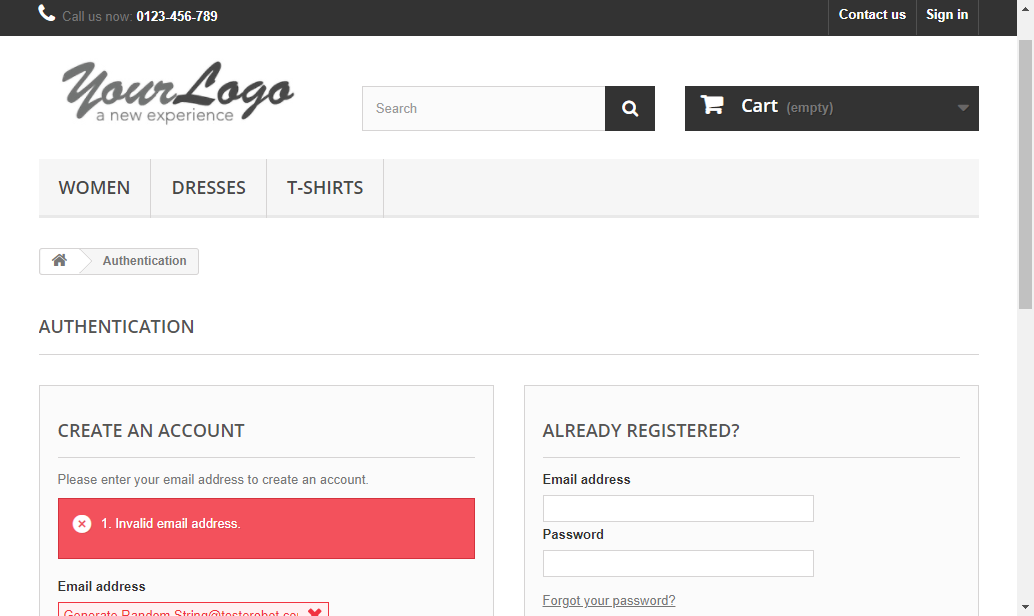 Call us now: 0123-456-789
Contact us
Sign in
YourLogo
a new experience
Search
Cart (empty)
WOMEN
DRESSES
T-SHIRTS
Authentication
AUTHENTICATION
CREATE AN ACCOUNT
Please enter your email address to create an account.
1. Invalid email address.
Email address
Generate Random String@testerobot.co
ALREADY REGISTERED?
Email address
Password
Forgot your password?